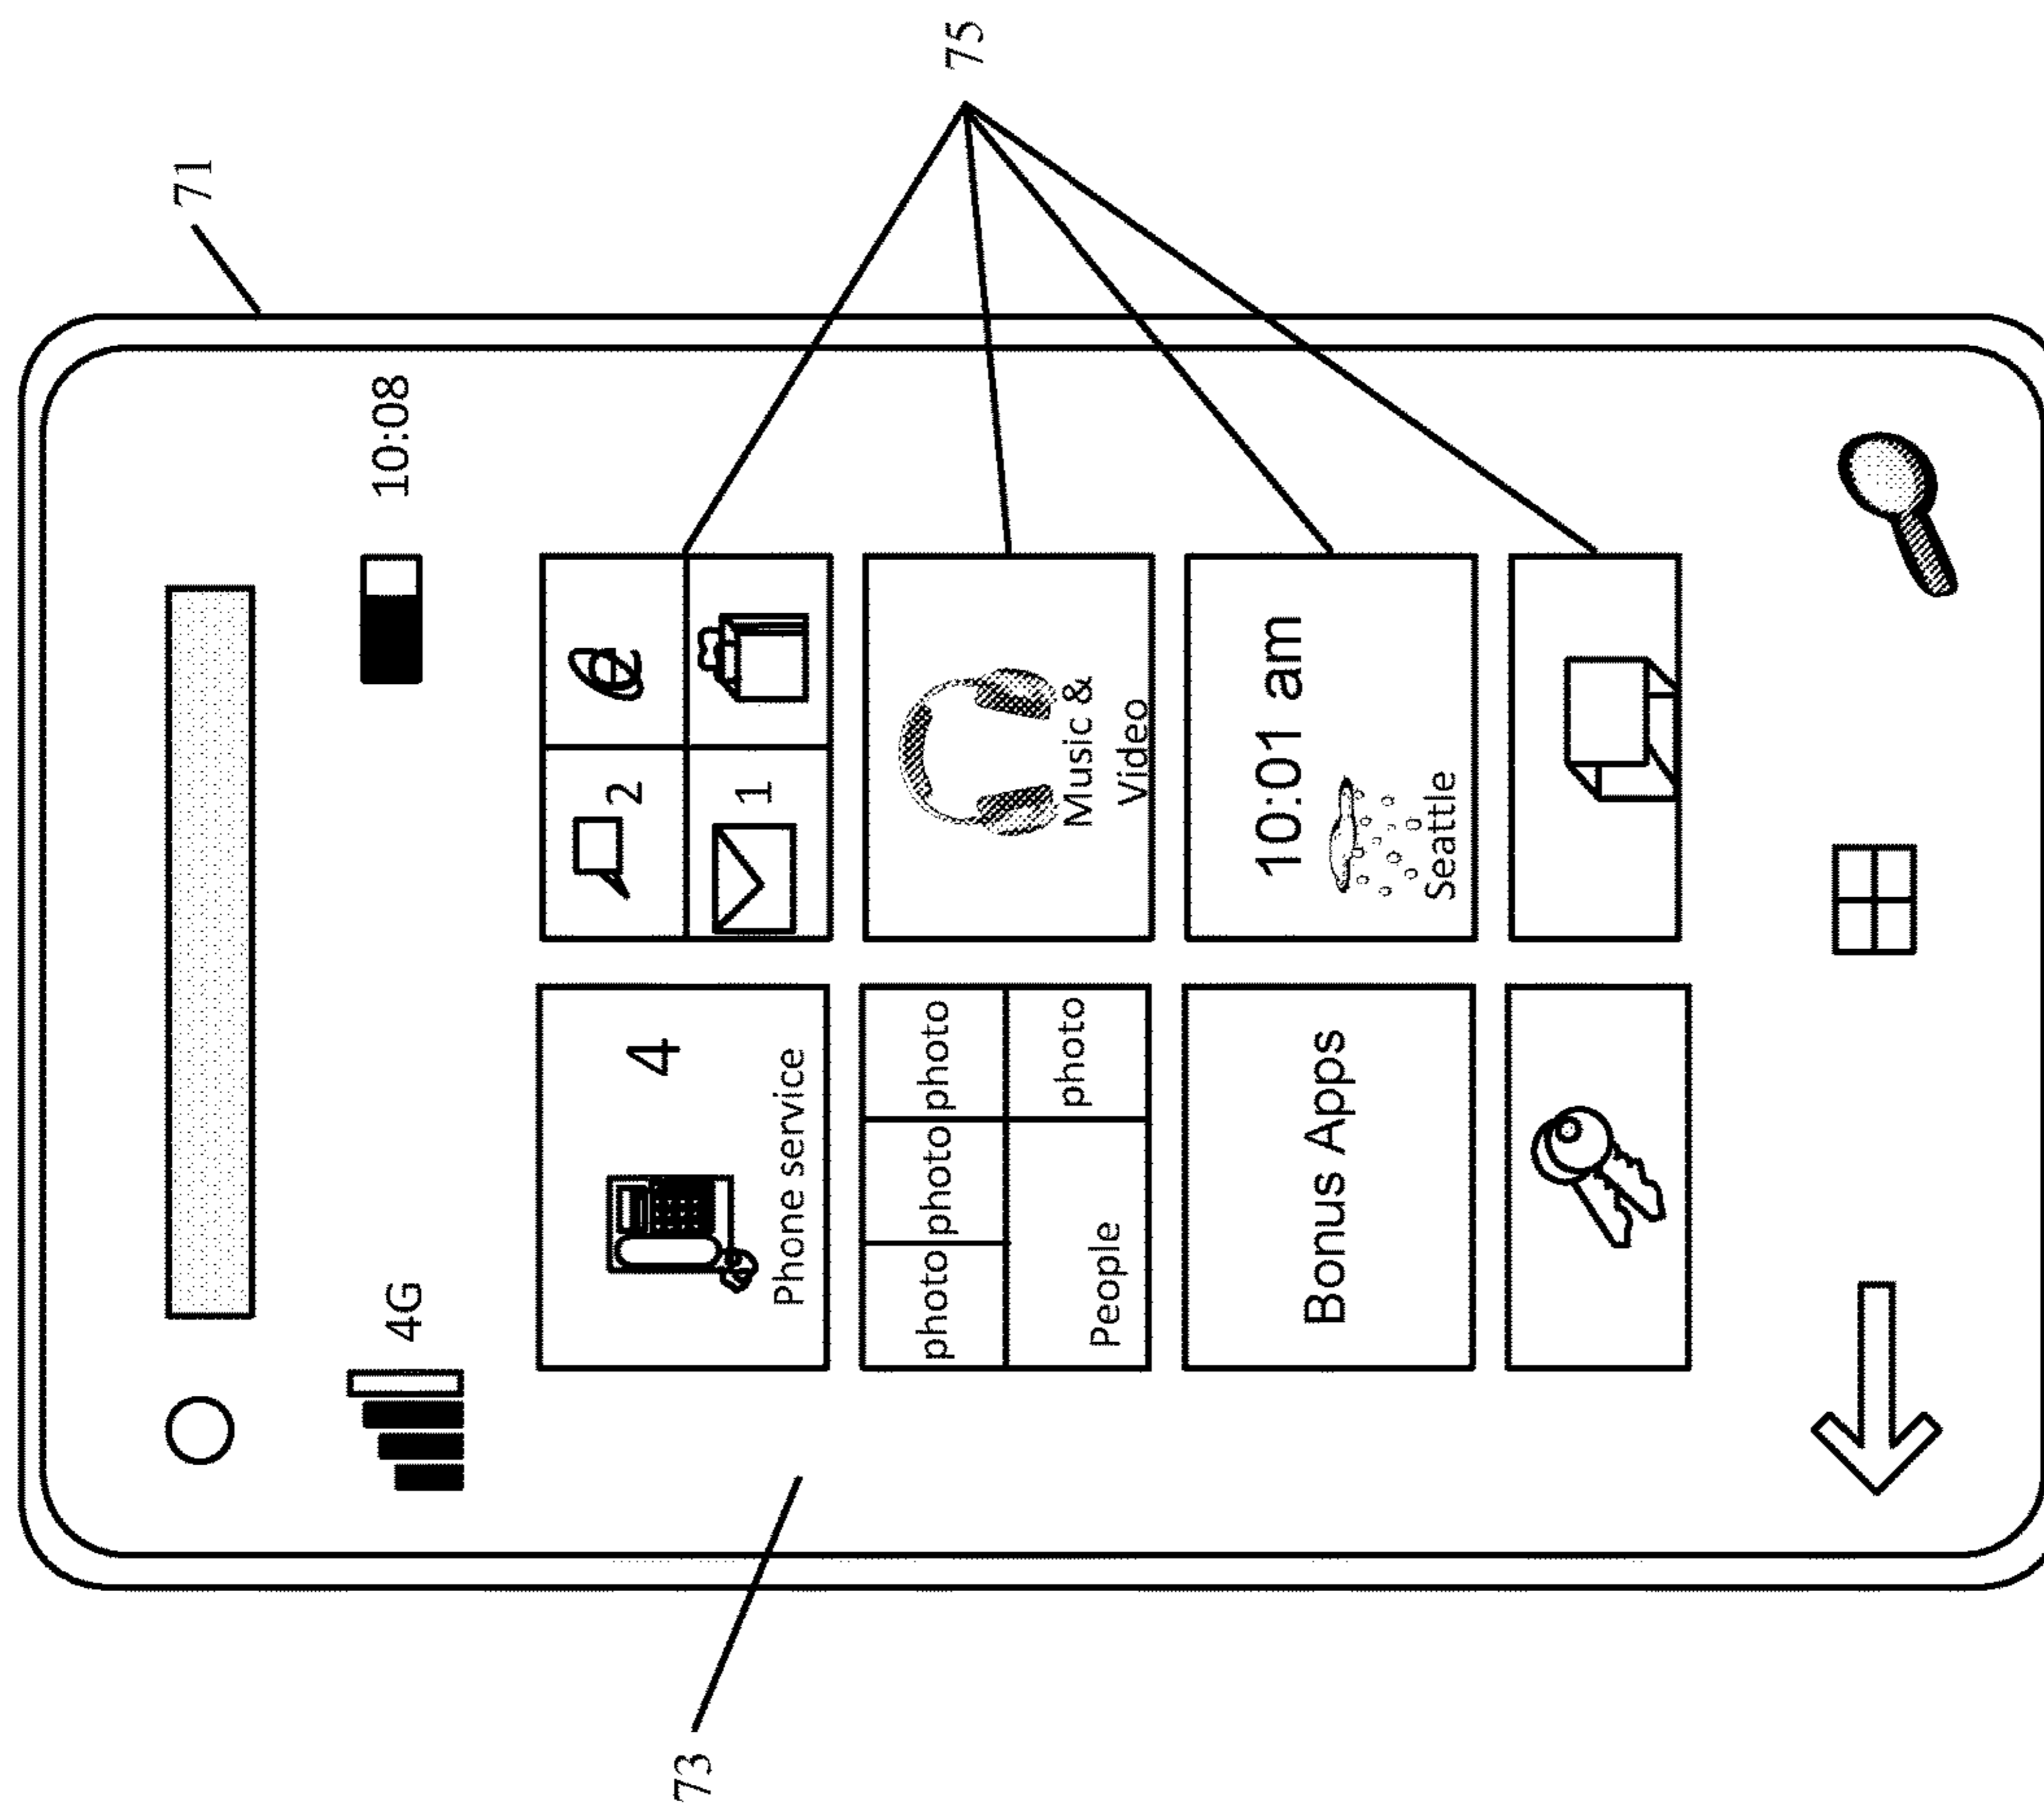 71
75
4G
10:08
4
Phone service
2
1
photo
photo
photo
People
photo
Music &
Video
Bonus Apps
10:01 am
Seattle
73